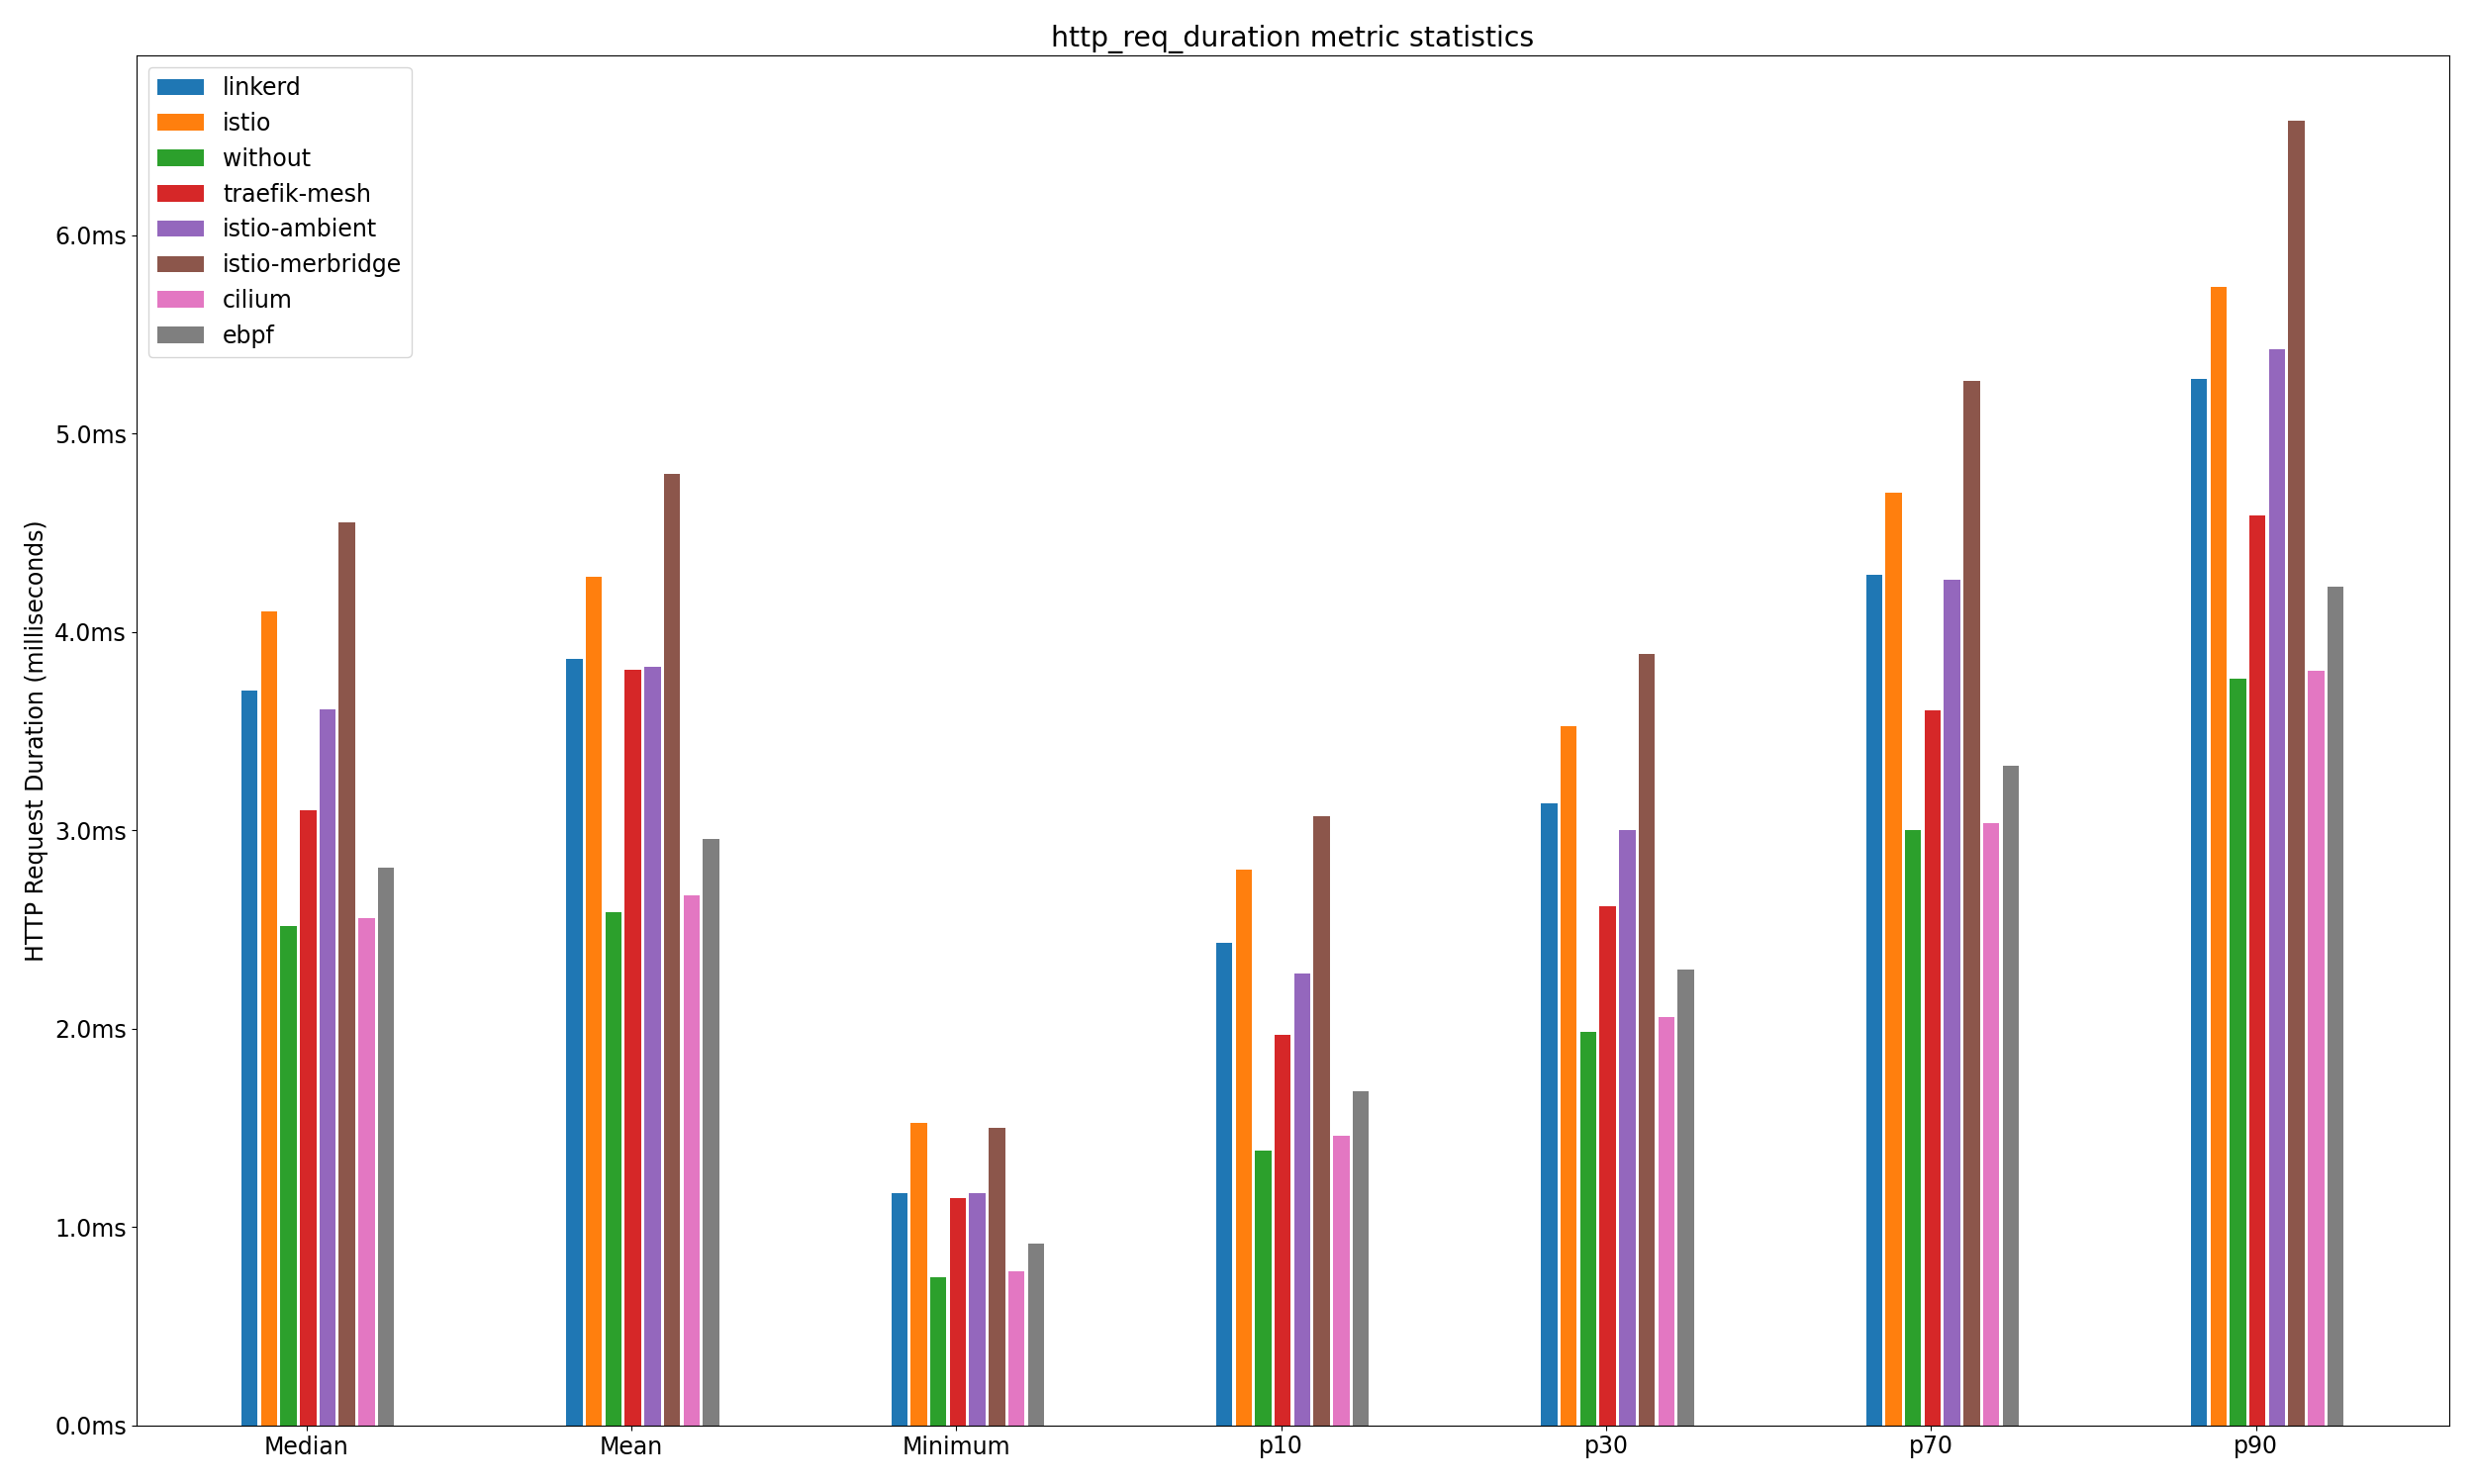 http_req_duration metric statistics
linkerd
istio
without
traefik-mesh
istio-ambient
istio-merbridge
cilium
ebpf
HTTP Request Duration (milliseconds)
6.0ms
5.0ms
4.0ms
3.0ms
2.0ms
1.0ms
0.0ms
Median Mean Minimum p10 p30 p70 p90